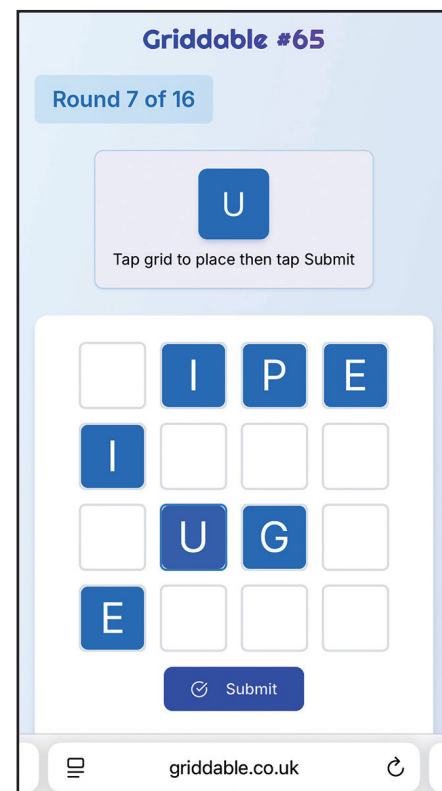 Griddable #65
Round 7 of 16
U
Tap grid to place then tap Submit
I P E
I
U G
E
Submit
griddable.co.uk